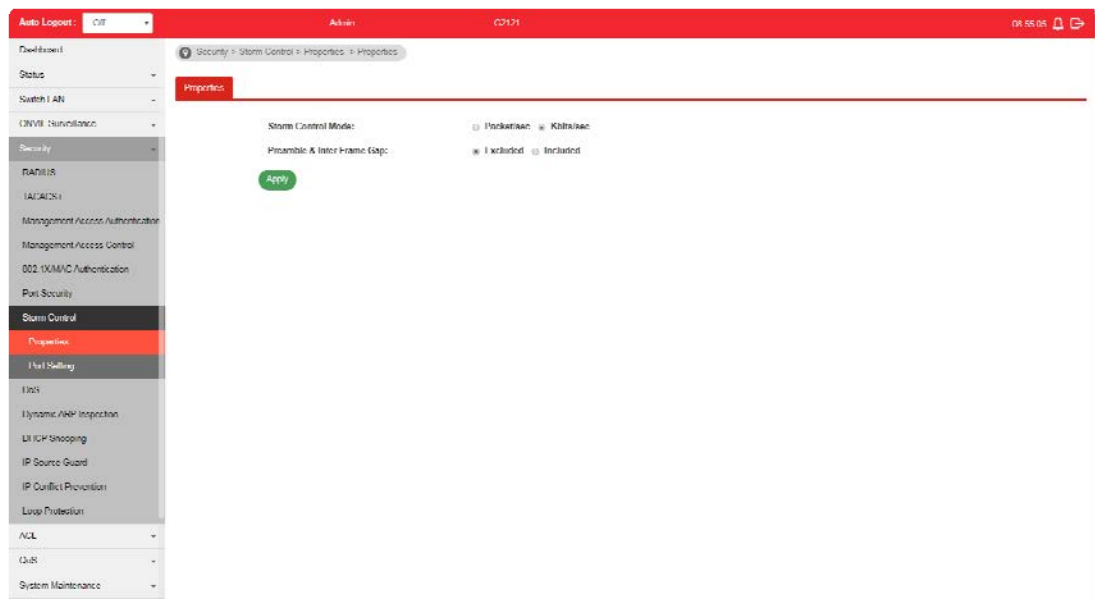 Auto Logout : Off
Admin
08:55:05
Dashboard
Security > Storm Control > Properties > Properties
Status
Properties
Switch LAN
ONVIF Surveillance
Storm Control Mode: Packet/sec Kbits/sec
Security
Preamble & Inter Frame Gap: Excluded Included
RADIUS
Apply
TACACS+
Management Access Authentication
Management Access Control
802.1X/MAC Authentication
Port Security
Storm Control
Properties
Port Setting
DoS
Dynamic ARP Inspection
DHCP Snooping
IP Source Guard
IP Conflict Prevention
Loop Protection
ACL
QoS
System Maintenance